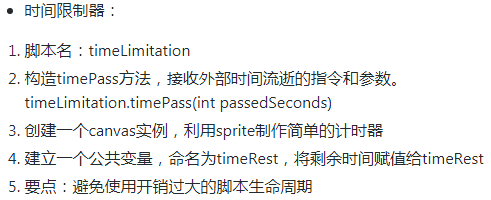 • 时间限制器：
1. 脚本名：timeLimitation
2. 构造timePass方法，接收外部时间流逝的指令和参数。
timeLimitation.timePass(int passedSeconds)
3. 创建一个canvas实例，利用sprite制作简单的计时器
4. 建立一个公共变量，命名为timeRest，将剩余时间赋值给timeRest
5. 要点：避免使用开销过大的脚本生命周期